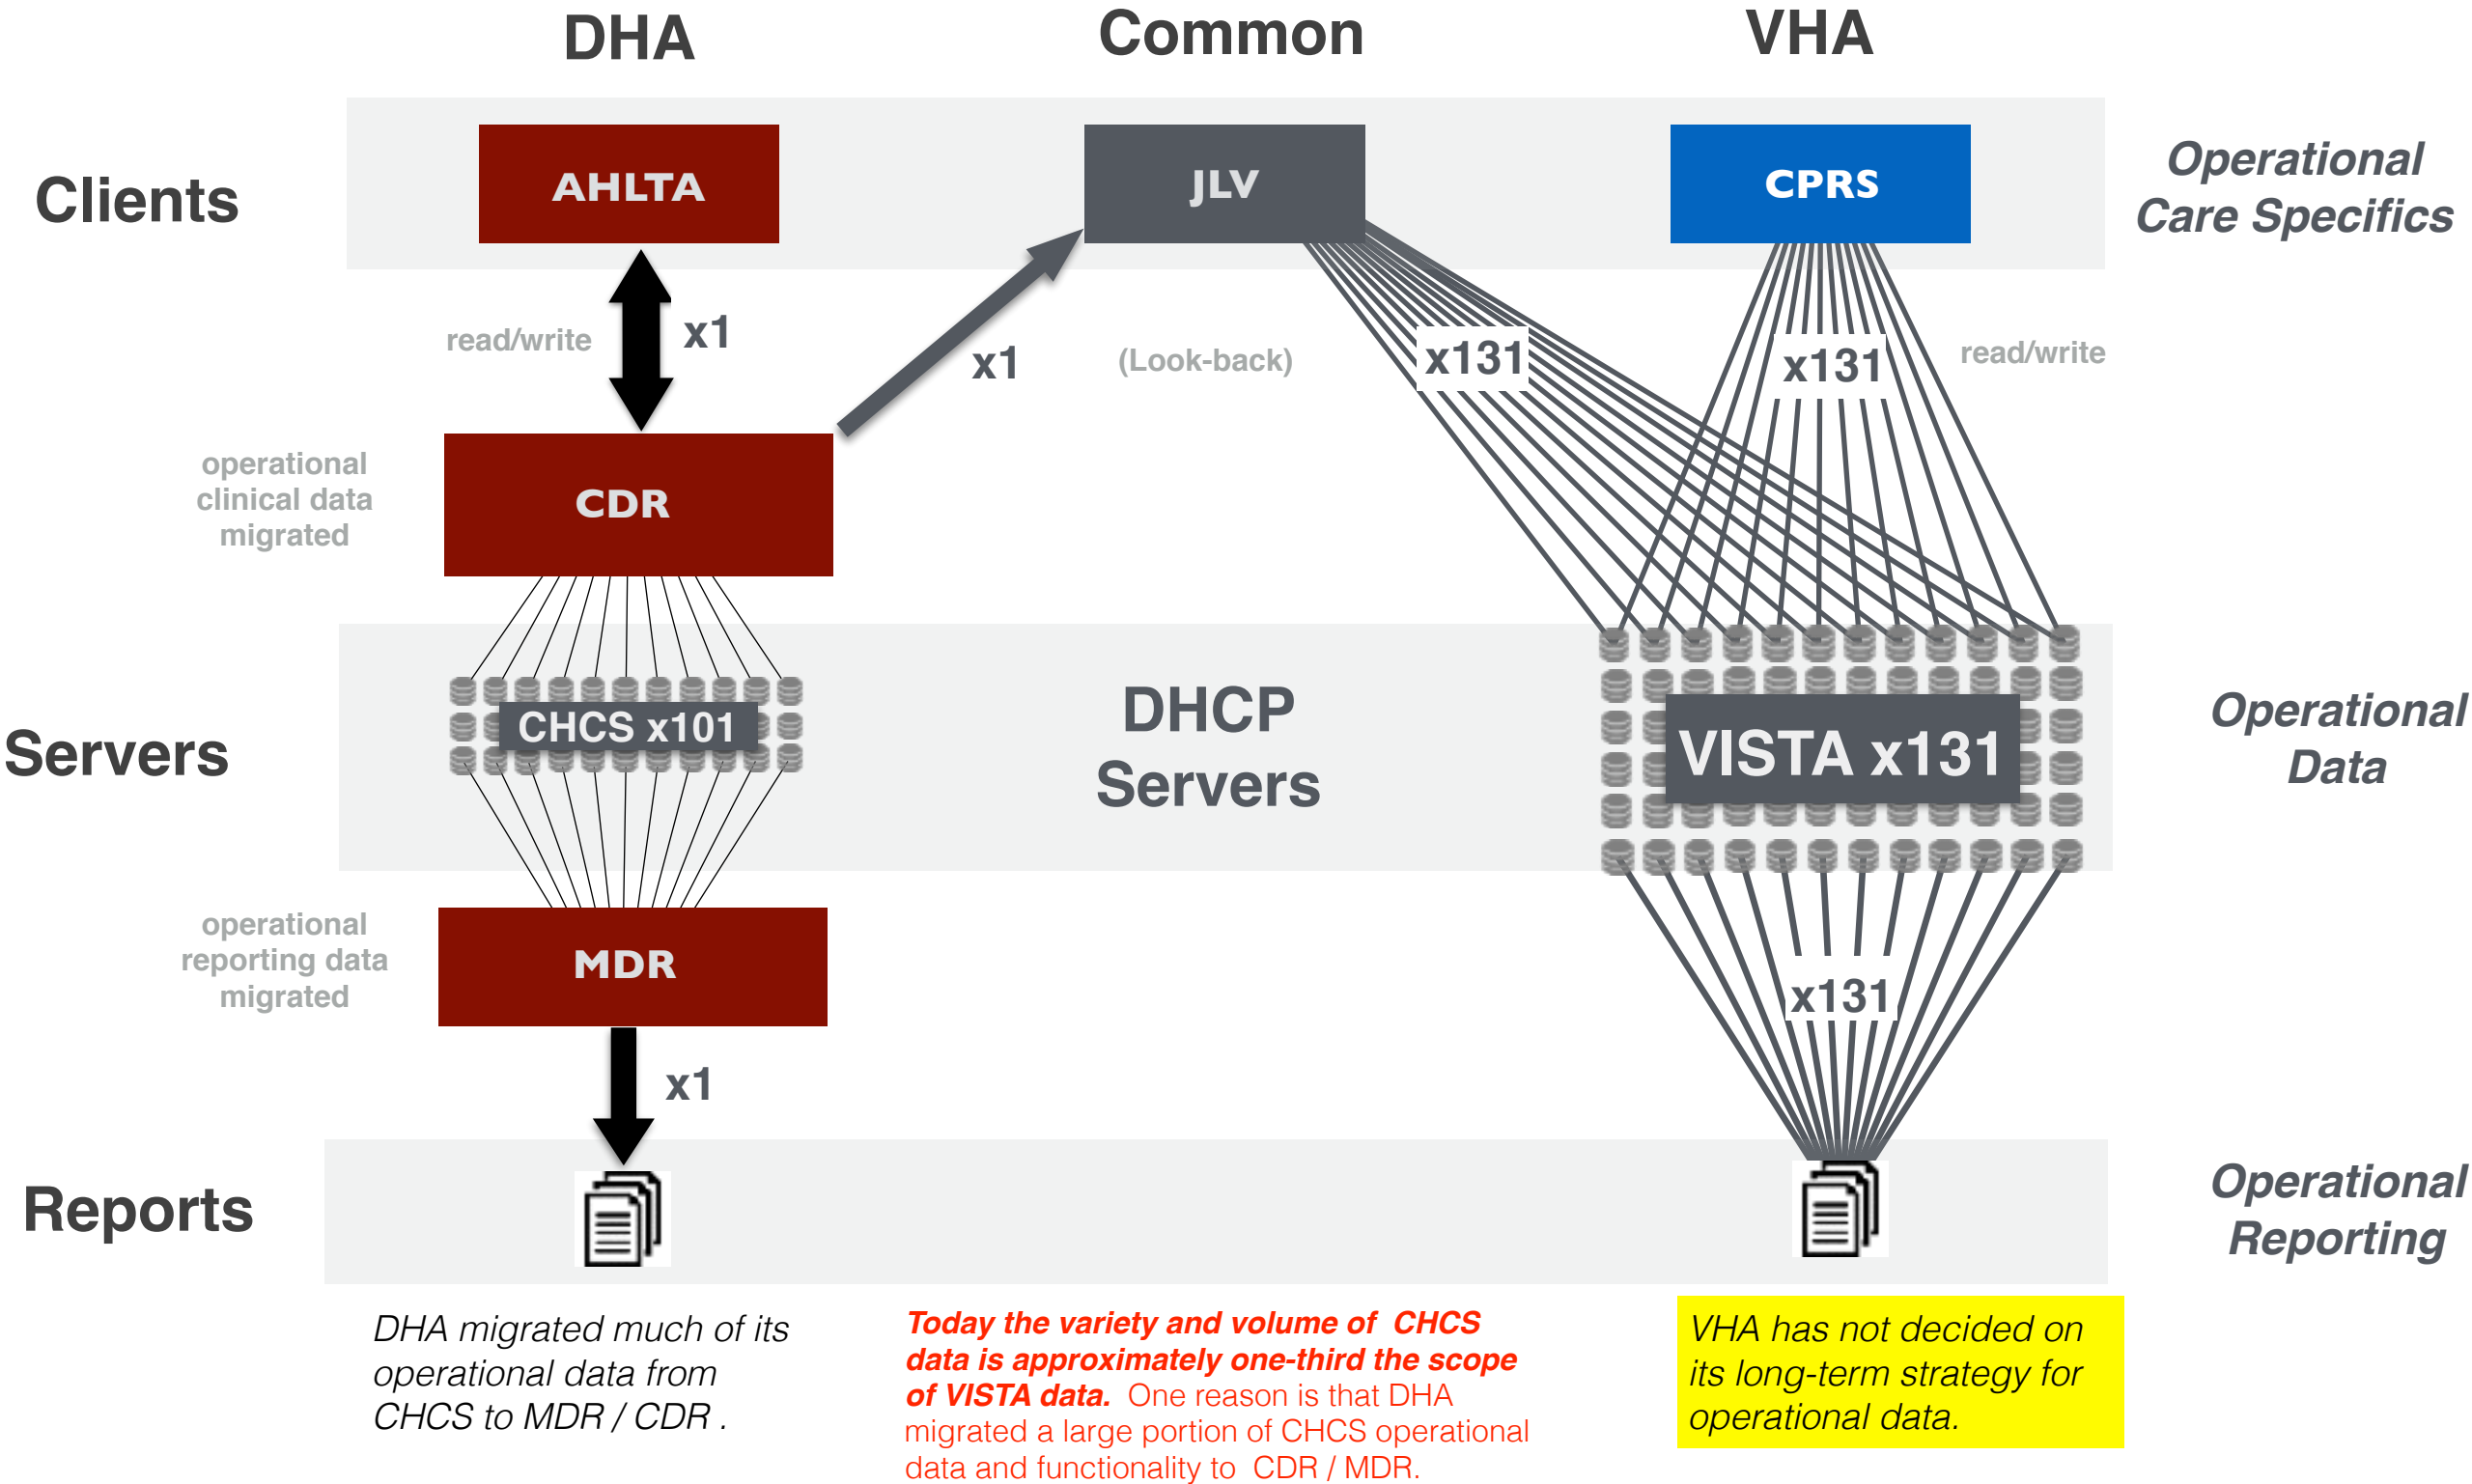 DHA
Common
VHA
Clients
AHLTA
JLV
CPRS
Operational
Care Specifics
read/write
x1
x1
(Look-back)
x131
x131
read/write
operational
clinical data
migrated
CDR
Servers
CHCS x101
DHCP
Servers
VISTA x131
Operational
Data
operational
reporting data
migrated
MDR
x131
x1
Reports
Operational
Reporting
DHA migrated much of its
operational data from
CHCS to MDR / CDR .
Today the variety and volume of CHCS
data is approximately one-third the scope
of VISTA data. One reason is that DHA
migrated a large portion of CHCS operational
data and functionality to CDR / MDR.
VHA has not decided on
its long-term strategy for
operational data.